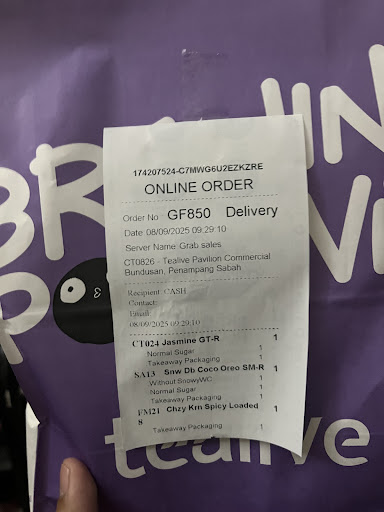 174207524-C7MWG6U2EZKZRE
ONLINE ORDER
Order No : GF850 Delivery
Date: 08/09/2025 09:29:10
Server Name: Grab sales
CT0826 - Tealive Pavilion Commercial
Bundusan, Penampang Sabah
Recipient: CASH
Contact:
Email:
08/09/2025 09:29:10
CT024 Jasmine GT-R 1
Normal Sugar 1
Takeaway Packaging 1
SA13 Snw Db Coco Oreo SM-R 1
Without SnowyWC 1
Normal Sugar 1
Takeaway Packaging 1
FM21 Chzy Krn Spicy Loaded 1
8
Takeaway Packaging 1
tealive